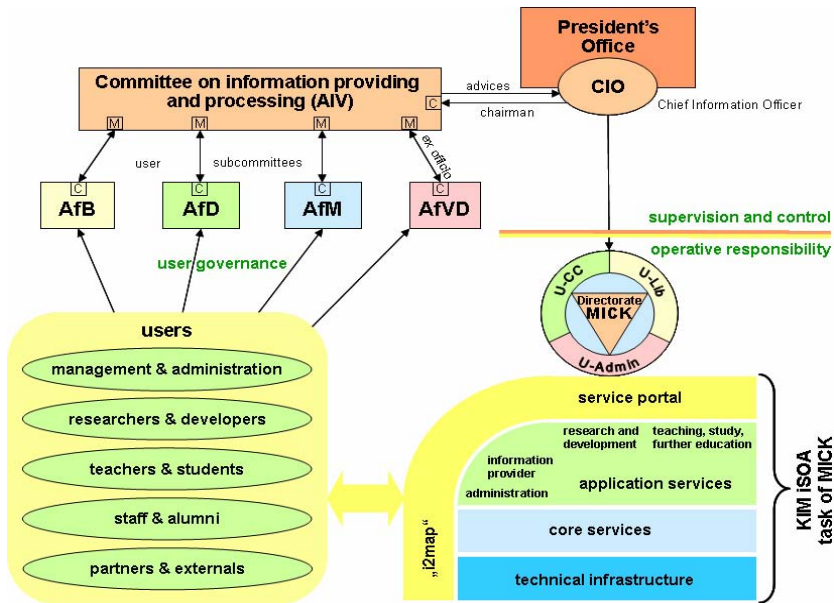 President's
Office
CIO
Chief Information Officer
Committee on information providing
and processing (AIV)
advices
C
chairman
M
M
M
M
user
subcommittees
ex officio
C
C
C
C
AfB
AfD
AfM
AfVD
supervision and control
operative responsibility
user governance
U-CC
U-Lib
Directorate
MICK
U-Admin
users
management & administration
researchers & developers
teachers & students
staff & alumni
partners & externals
service portal
research and
development
teaching, study,
further education
information
provider
administration
application services
„i2map“
core services
technical infrastructure
KIM iSOA
task of MICK